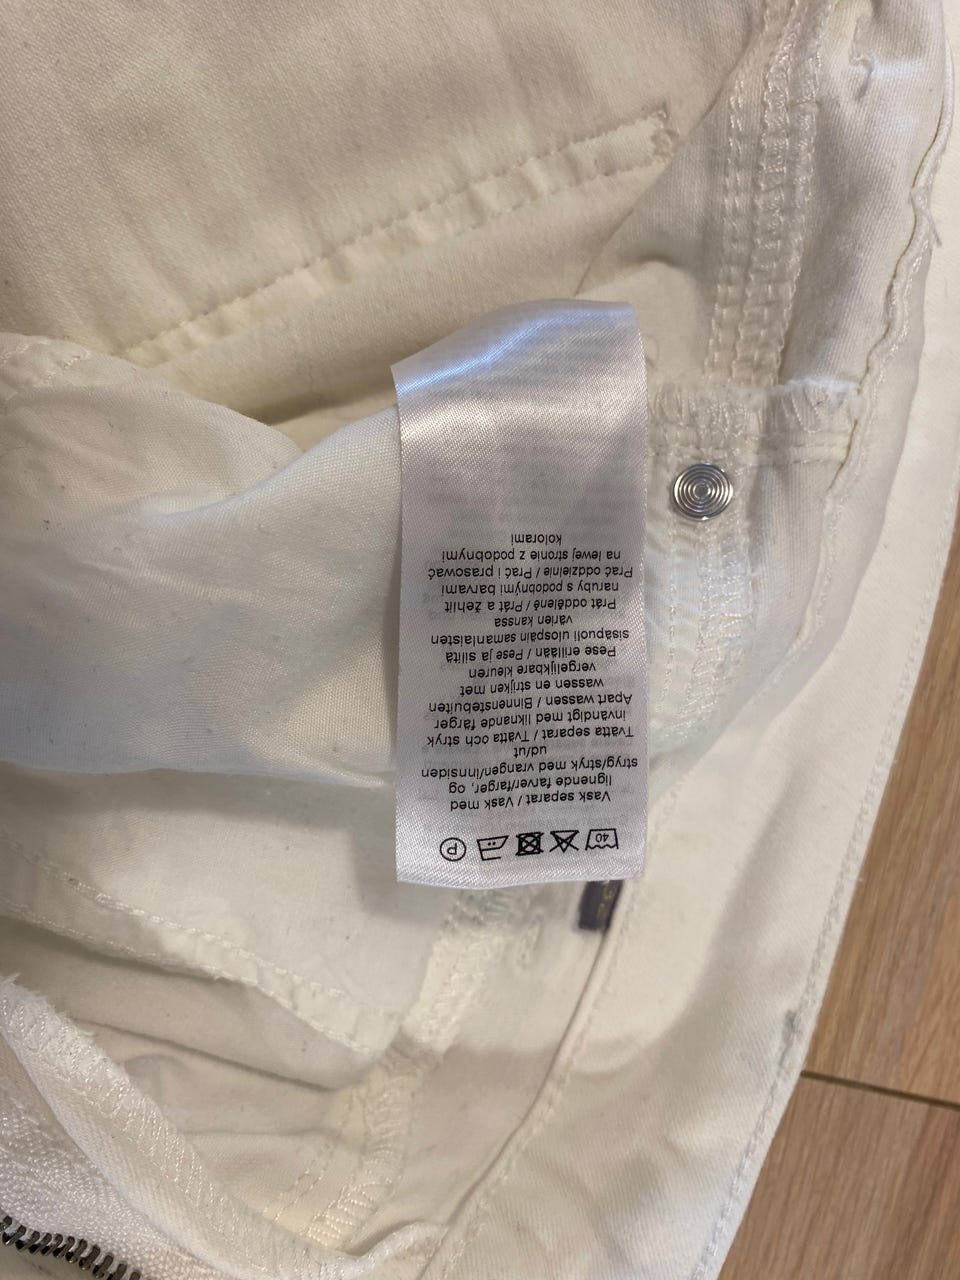 40 P
Vask separat / Vask med
lignende farver/farger, og
stryg/stryk med vrangen/innsiden
ud/ut
Tvätta separat / Tvätta och stryk
invändigt med liknande färger
Apart wassen / Binnenstebuiten
wassen en strijken met
vergelijkbare kleuren
Pese erillään / Pese ja silitä
sisäpuoli ulospäin samanlaisten
värien kanssa
Prát odděleně / Prát a žehlit
naruby s podobnými barvami
Prać oddzielnie / Prać i prasować
na lewej stronie z podobnymi
kolorami